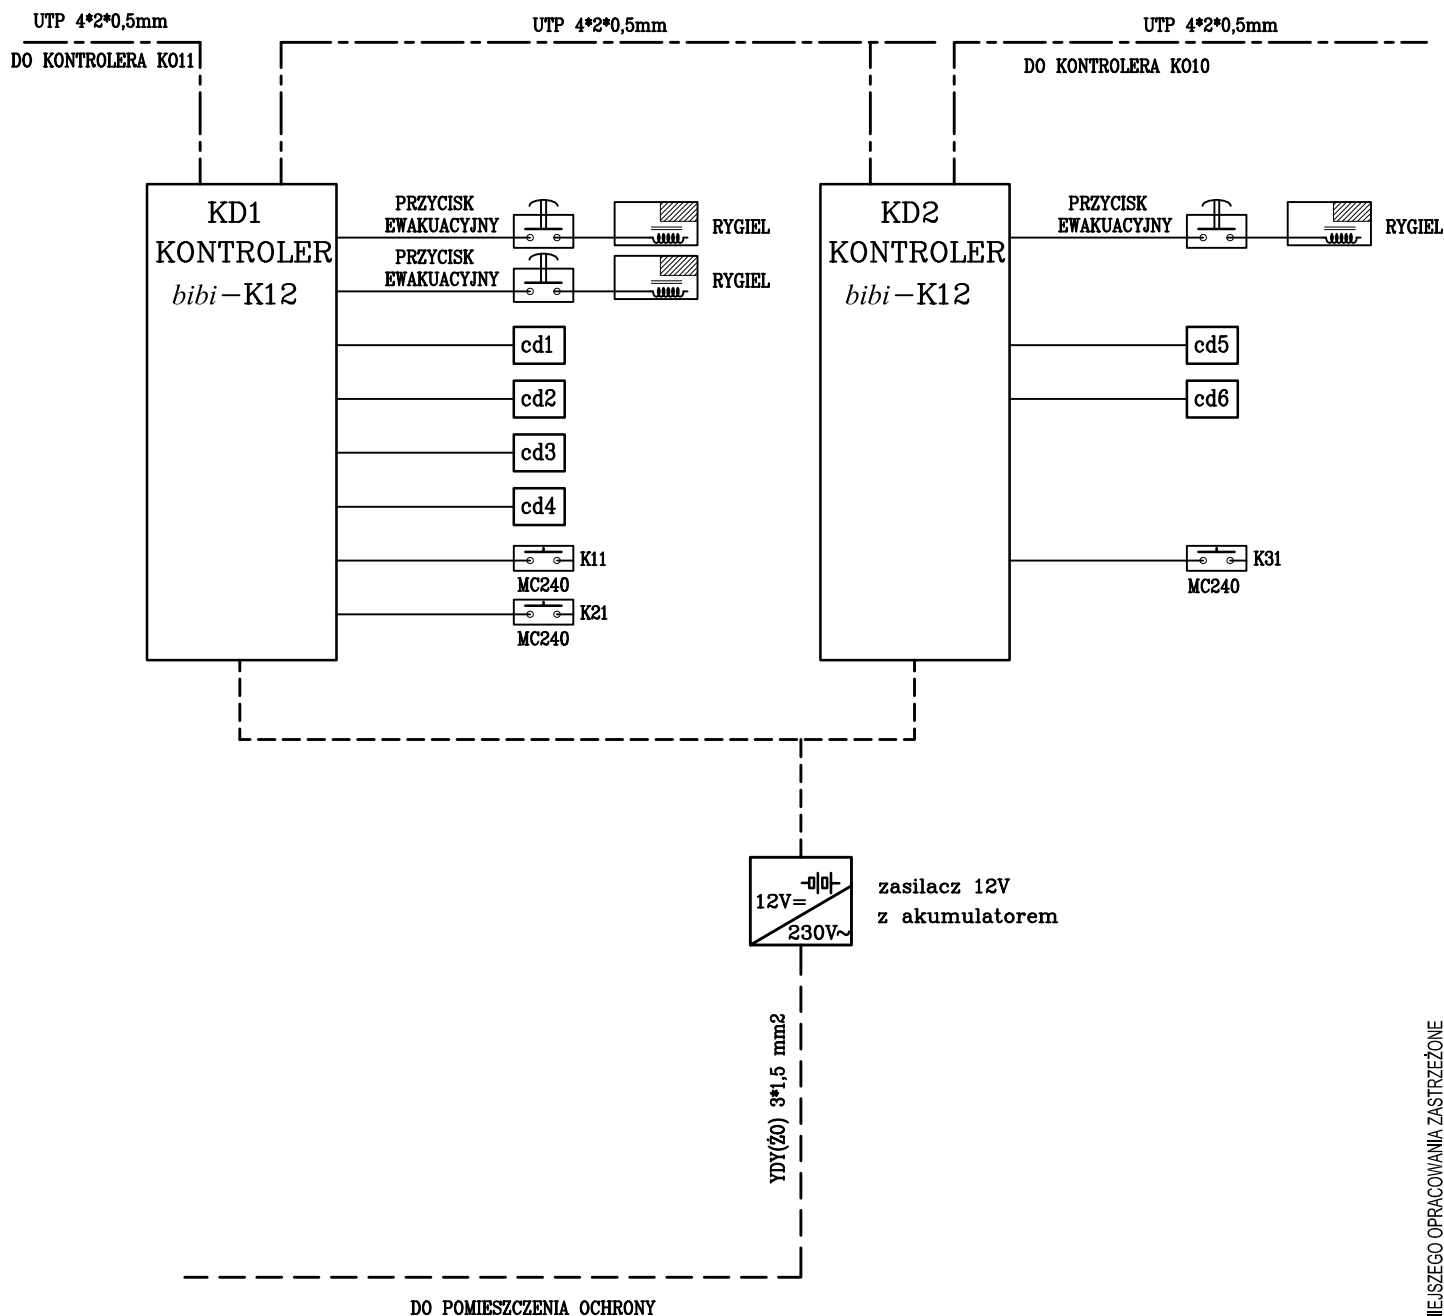 UTP 4*2*0,5mm
UTP 4*2*0,5mm
UTP 4*2*0,5mm
DO KONTROLERA KO11
DO KONTROLERA KO10
KD1
KONTROLER
bibi-K12
PRZYCISK
EWAKUACYJNY
RYGIEL
PRZYCISK
EWAKUACYJNY
RYGIEL
cd1
cd2
cd3
cd4
K11
MC240
K21
MC240
KD2
KONTROLER
bibi-K12
PRZYCISK
EWAKUACYJNY
RYGIEL
cd5
cd6
K31
MC240
12V=
230V~
zasilacz 12V
z akumulatorem
YDY(ŻO) 3*1,5 mm2
DO POMIESZCZENIA OCHRONY
NIEJSZEGO OPRACOWANIA ZASTRZEŻONE